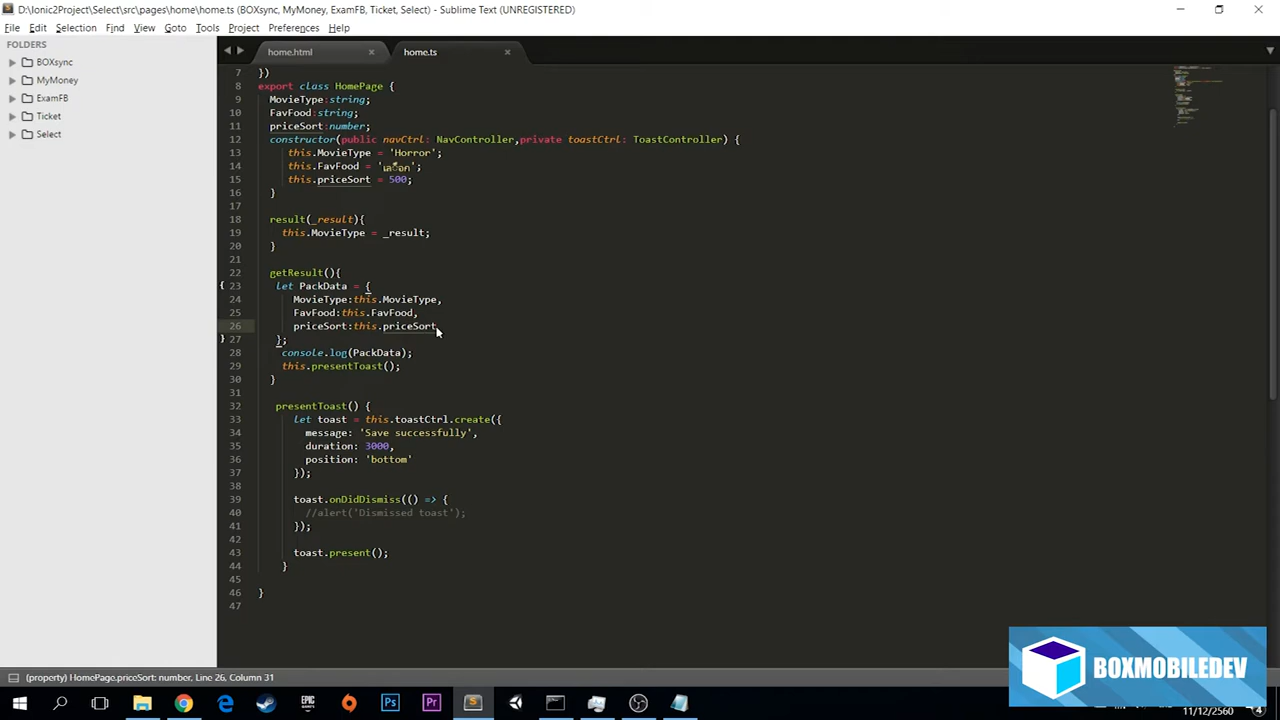 D:\Ionic2Project\Select\src\pages\home\home.ts (BOXsync, MyMoney, ExamFB, Ticket, Select) - Sublime Text (UNREGISTERED)
File Edit Selection Find View Goto Tools Project Preferences Help
FOLDERS
BOXsync
MyMoney
ExamFB
Ticket
Select
home.html
home.ts
7 })
8 export class HomePage {
9 MovieType:string;
10 FavFood:string;
11 priceSort:number;
12 constructor(public navCtrl: NavController,private toastCtrl: ToastController) {
13 this.MovieType = 'Horror';
14 this.FavFood = 'เลือด';
15 this.priceSort = 500;
16 }
17
18 result(_result){
19 this.MovieType = _result;
20 }
21
22 getResult(){
23 let PackData = {
24 MovieType:this.MovieType,
25 FavFood:this.FavFood,
26 priceSort:this.priceSort
27 };
28 console.log(PackData);
29 this.presentToast();
30 }
31
32 presentToast() {
33 let toast = this.toastCtrl.create({
34 message: 'Save successfully',
35 duration: 3000,
36 position: 'bottom'
37 });
38
39 toast.onDidDismiss(() => {
40 //alert('Dismissed toast');
41 });
42
43 toast.present();
44 }
45
46 }
47
BOXMOBILEDEV
(property) HomePage.priceSort: number, Line 26, Column 31
EPIC
Ps
Pr
11/12/2560